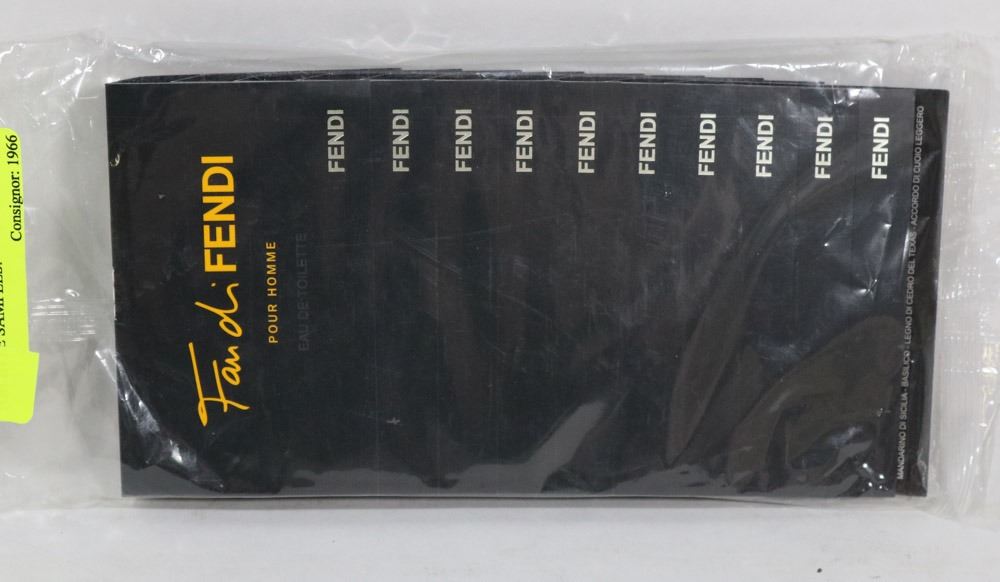 Consignor: 1966
Fan di FENDI
POUR HOMME
EAU DE TOILETTE
FENDI
FENDI
FENDI
FENDI
FENDI
FENDI
FENDI
FENDI
FENDI
FENDI
MANDARINO DI SICILIA - BASILICO - LEGNO DI CEDRO DEL TEXAS - ACCORDO DI CUOIO LEGGERO